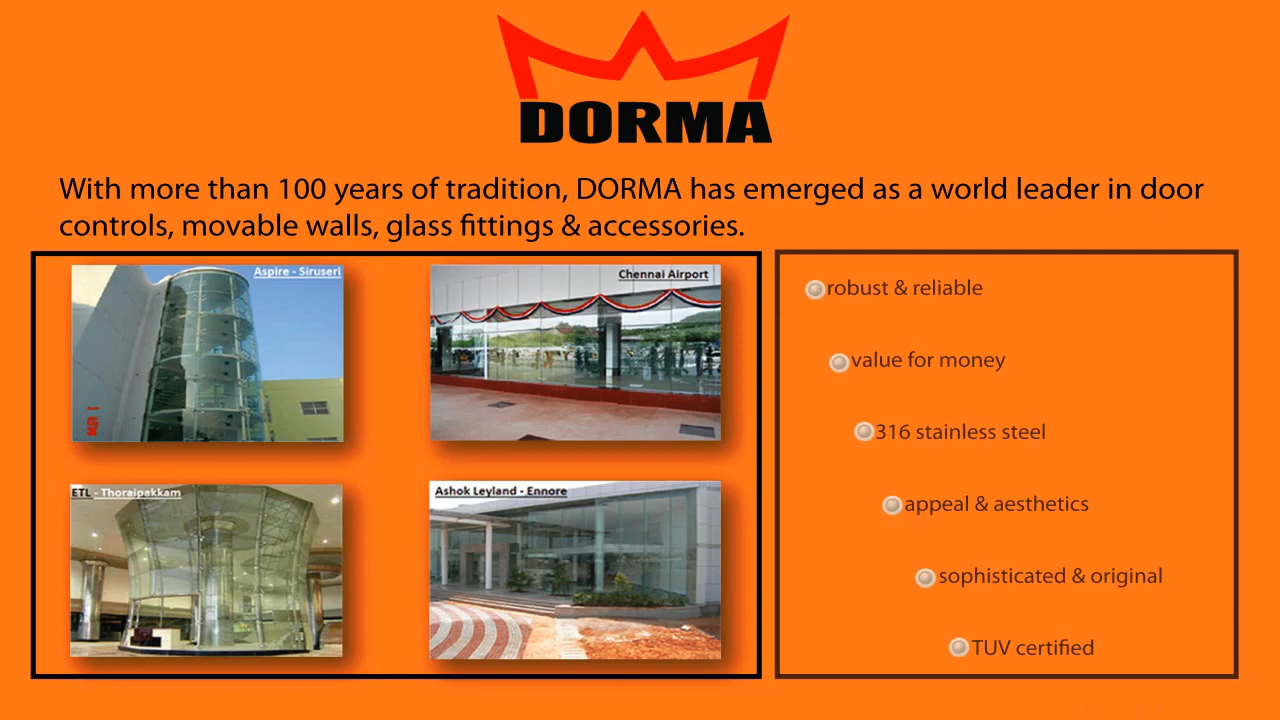 DORMA
With more than 100 years of tradition, DORMA has emerged as a world leader in door
controls, movable walls, glass fittings & accessories.
Aspire - Siruseri
Chennai Airport
ETL - Thoraipakkam
Ashok Leyland - Ennore
robust & reliable
value for money
316 stainless steel
appeal & aesthetics
sophisticated & original
TUV certified